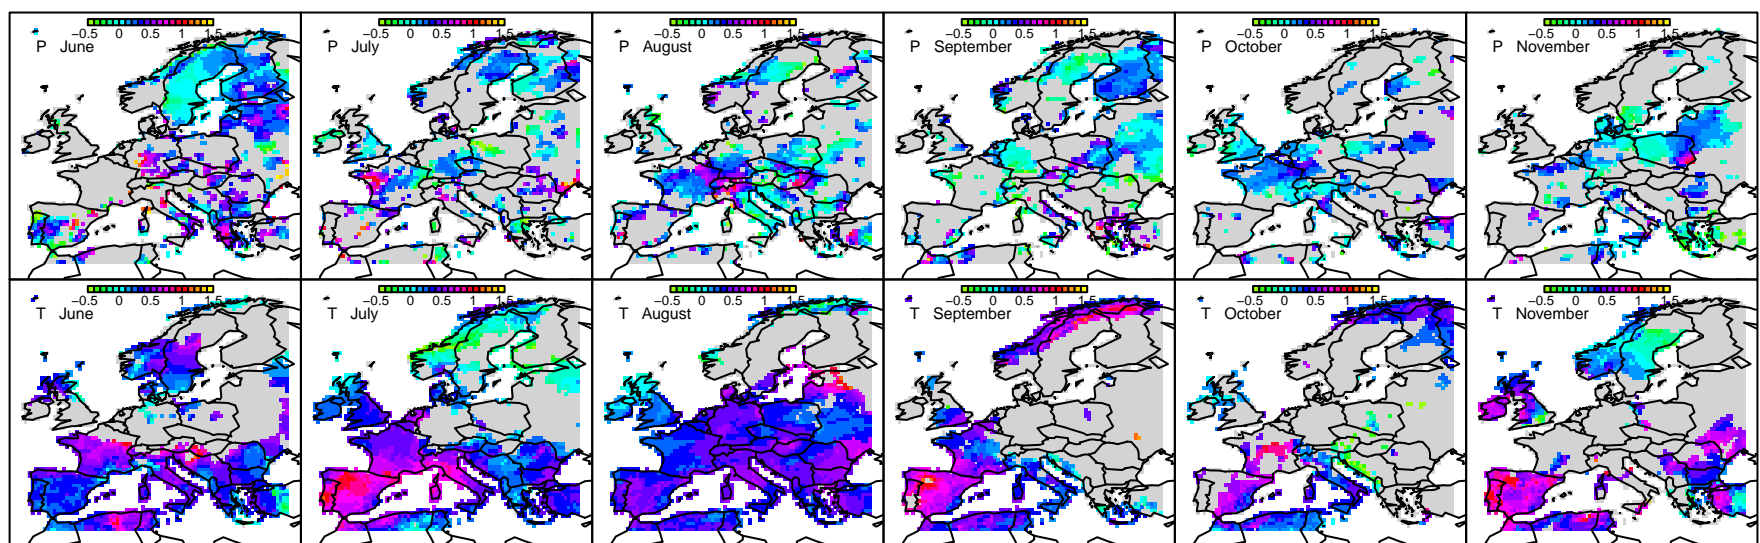 −0.5 0 0.5 1 1.5
P June
−0.5 0 0.5 1 1.5
P July
−0.5 0 0.5 1 1.5
P August
−0.5 0 0.5 1 1.5
P September
−0.5 0 0.5 1 1.5
P October
−0.5 0 0.5 1 1.5
P November
−0.5 0 0.5 1 1.5
T June
−0.5 0 0.5 1 1.5
T July
−0.5 0 0.5 1 1.5
T August
−0.5 0 0.5 1 1.5
T September
−0.5 0 0.5 1 1.5
T October
−0.5 0 0.5 1 1.5
T November